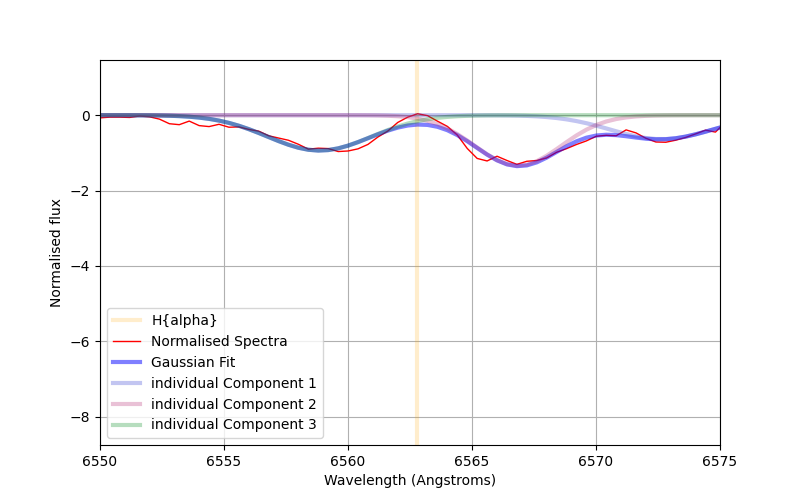 0
−2
−4
−6
−8
Normalised flux
H{alpha}
Normalised Spectra
Gaussian Fit
individual Component 1
individual Component 2
individual Component 3
6550 6555 6560 6565 6570 6575
Wavelength (Angstroms)